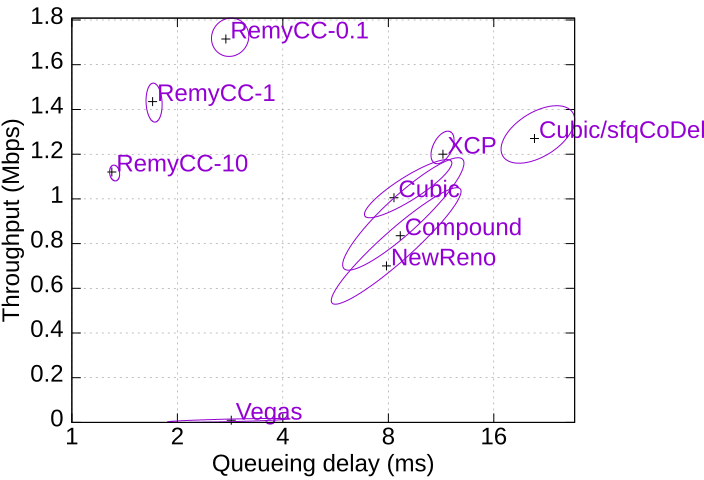 1.8
RemyCC-0.1
1.6
1.4
RemyCC-1
Cubic/sfqCoDel
1.2
XCP
RemyCC-10
1
Cubic
0.8
Compound
NewReno
0.6
0.4
0.2
0
Vegas
1 2 4 8 16
Throughput (Mbps)
Queueing delay (ms)